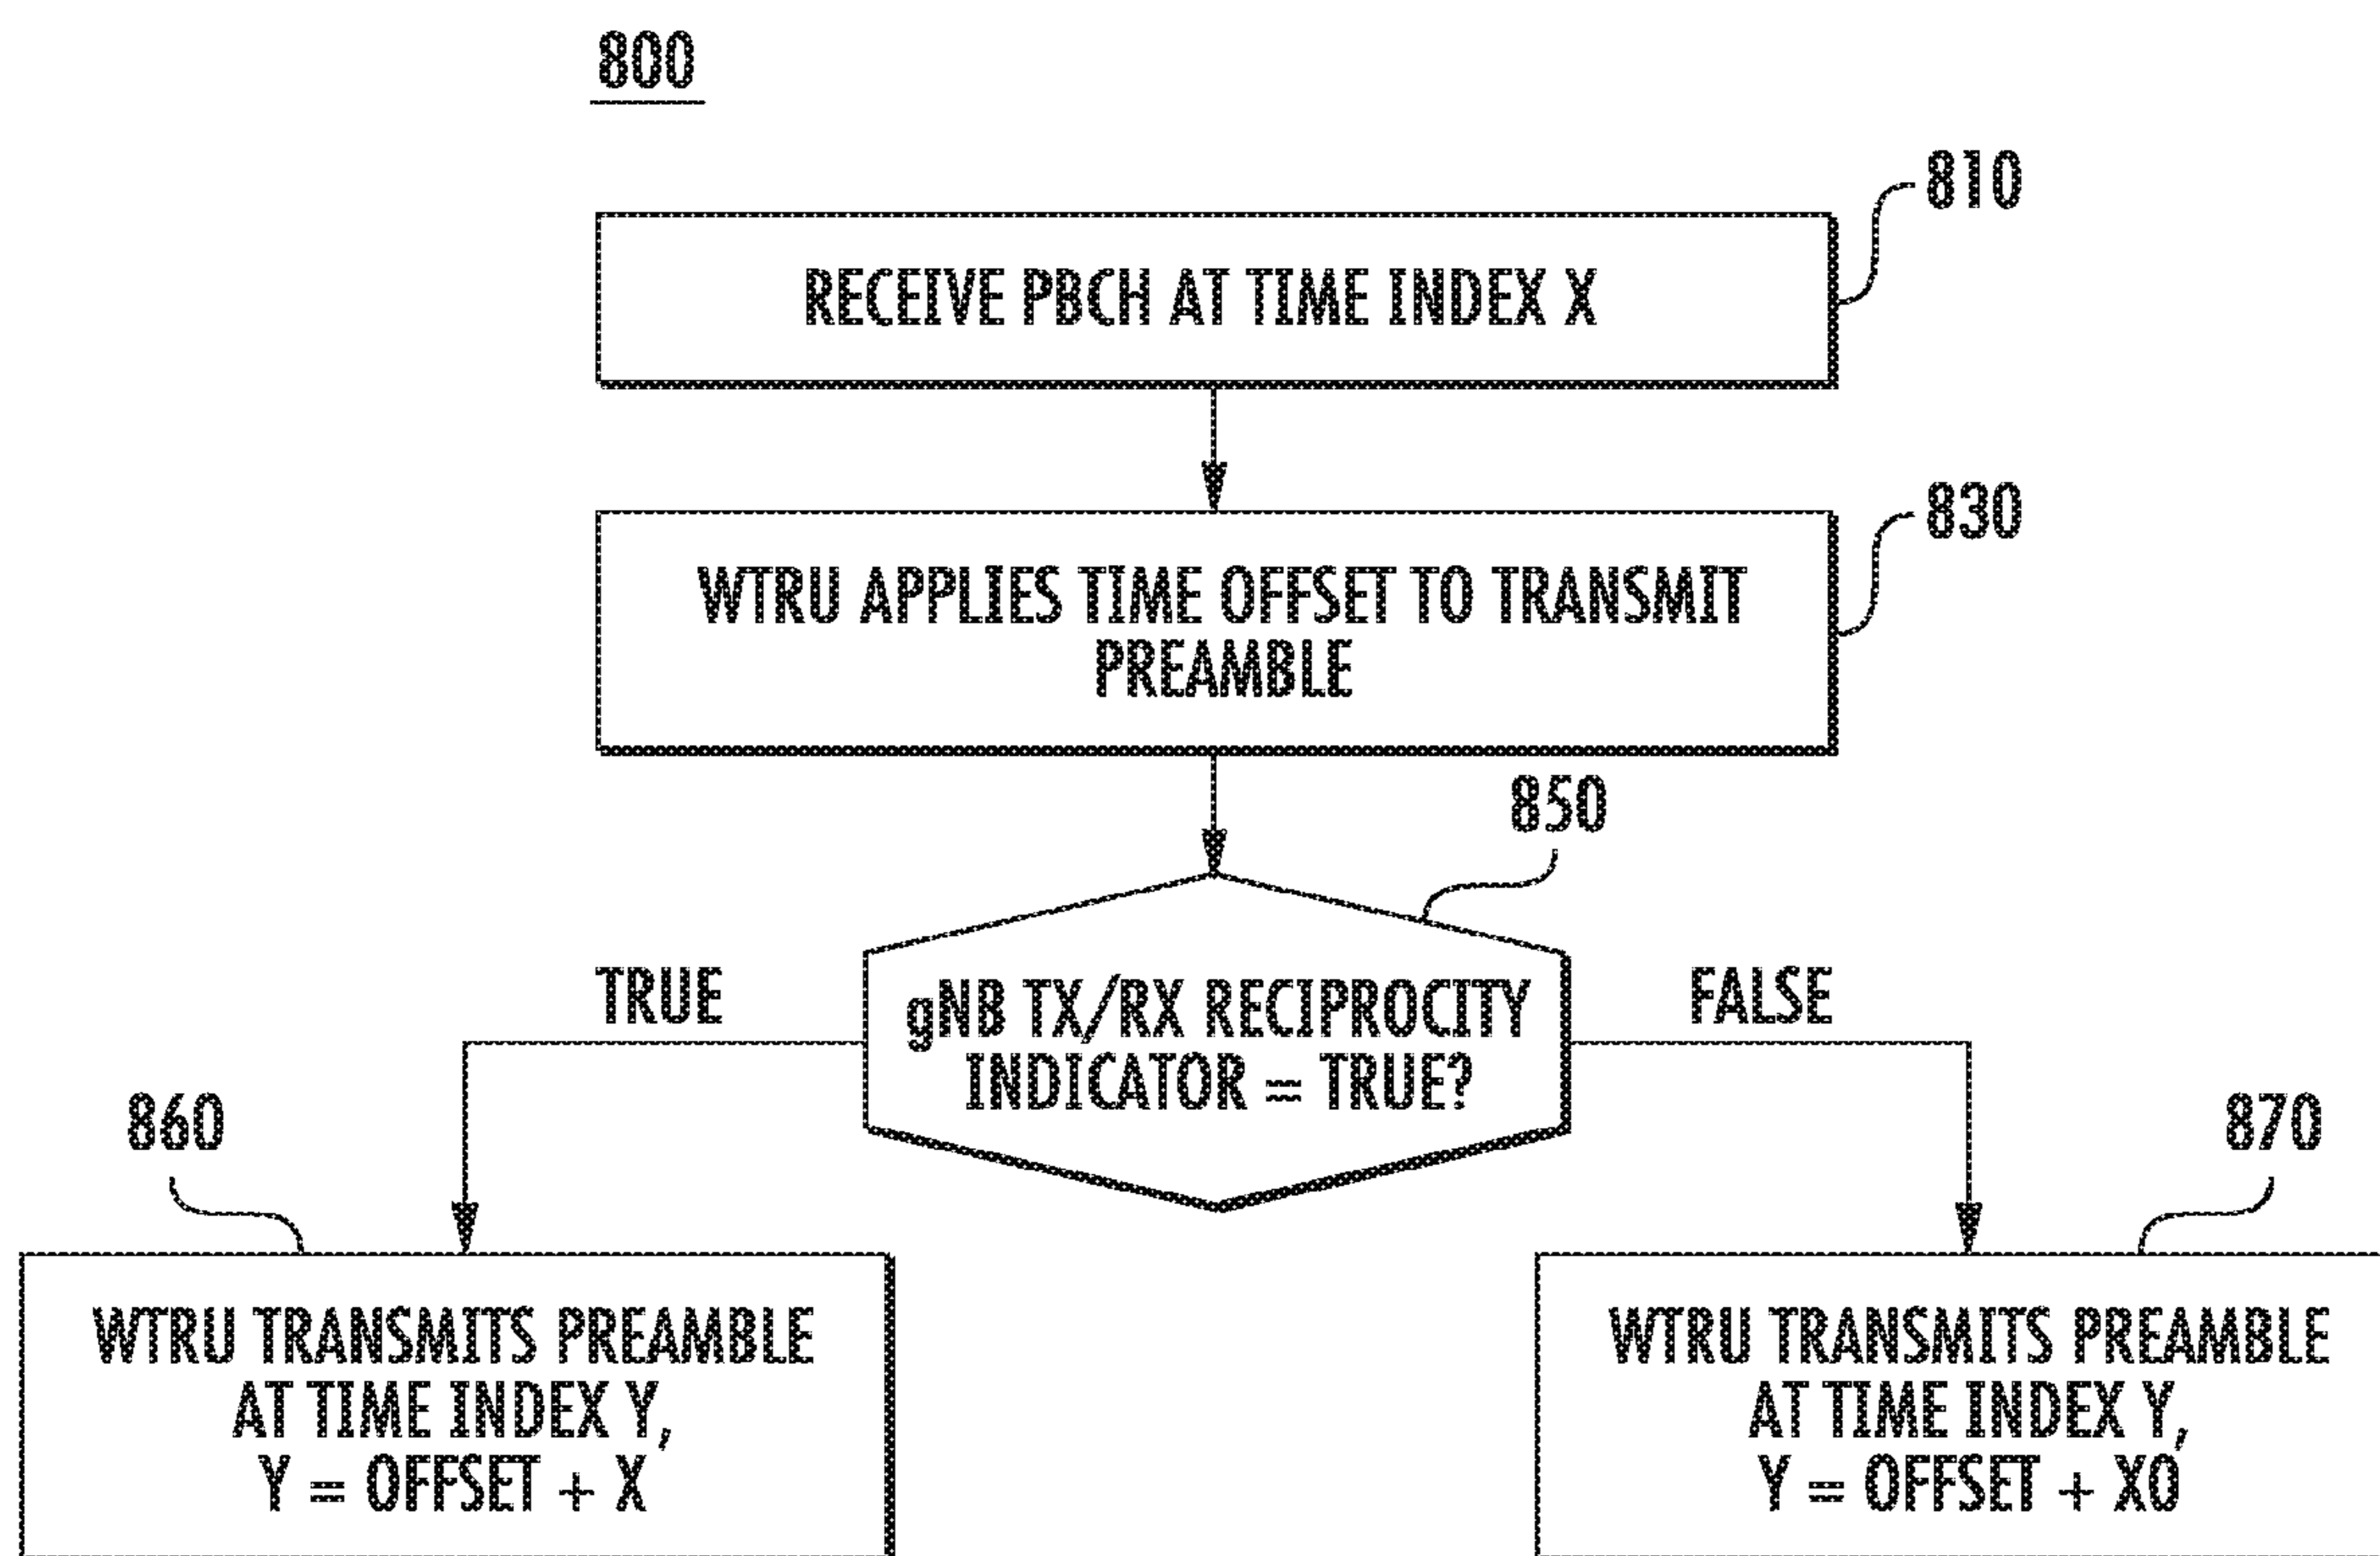 800
810
RECEIVE PBCH AT TIME INDEX X
830
WTRU APPLIES TIME OFFSET TO TRANSMIT
PREAMBLE
850
gNB TX/RX RECIPROCITY
INDICATOR = TRUE?
TRUE
FALSE
860
WTRU TRANSMITS PREAMBLE
AT TIME INDEX Y,
Y = OFFSET + X
870
WTRU TRANSMITS PREAMBLE
AT TIME INDEX Y,
Y = OFFSET + X0